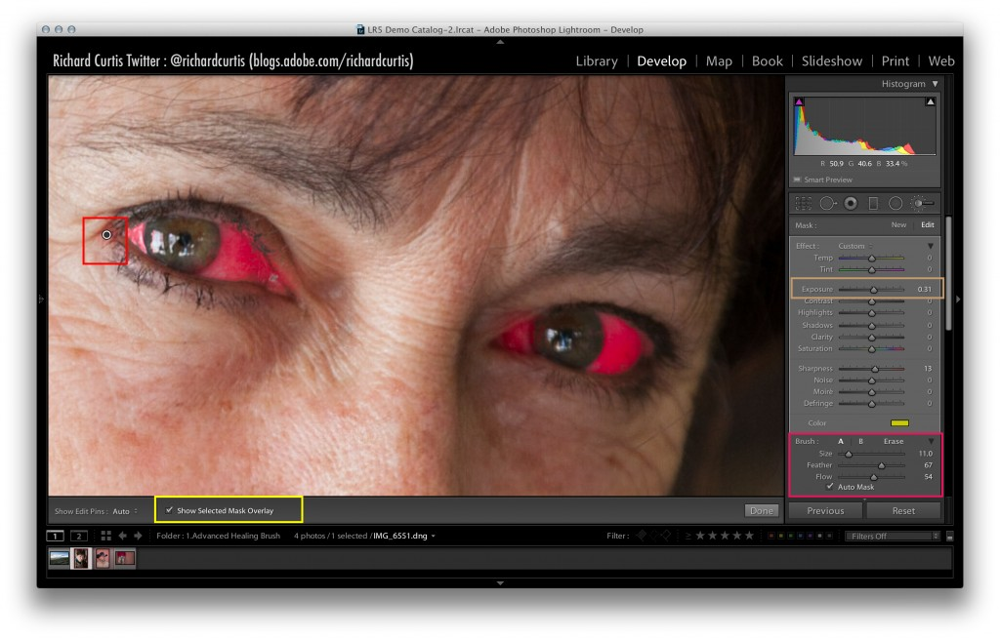 LR5 Demo Catalog-2.lrcat - Adobe Photoshop Lightroom - Develop
Richard Curtis Twitter : @richardcurtis (blogs.adobe.com/richardcurtis)
Library | Develop | Map | Book | Slideshow | Print | Web
Histogram
R 50.9 G 40.6 B 33.4 %
Smart Preview
Mask : New Edit
Effect : Custom
Temp 0
Tint 0
Exposure 0.31
Contrast 0
Highlights 0
Shadows 0
Clarity 0
Saturation 0
Sharpness 13
Noise 0
Moiré 0
Defringe 0
Color
Brush : A B Erase
Size 11.0
Feather 67
Flow 54
Auto Mask
Show Edit Pins : Auto Show Selected Mask Overlay Done
Previous Reset
1 2 Folder : 1.Advanced Healing Brush 4 photos / 1 selected / IMG_6551.dng Filter : Filters Off